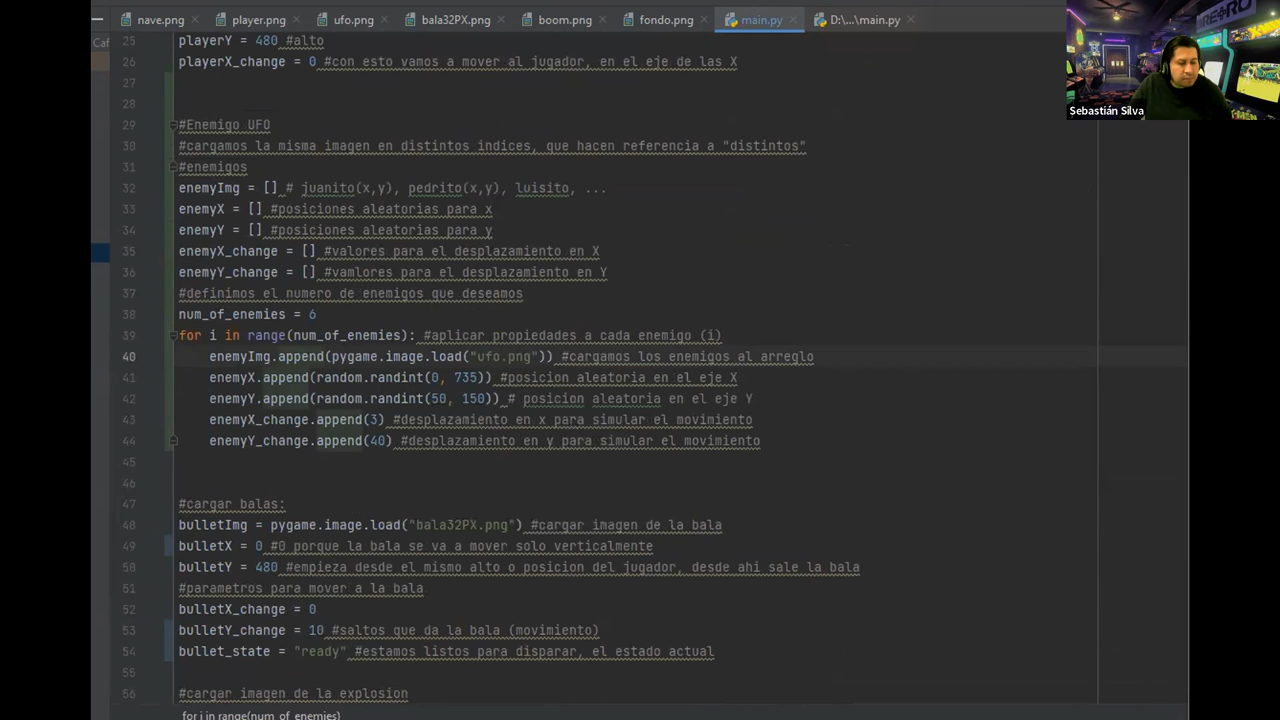 nave.png player.png ufo.png bala32PX.png boom.png fondo.png main.py D:\...\main.py
Caf
25 playerY = 480 #alto
26 playerX_change = 0 #con esto vamos a mover al jugador, en el eje de las X
27
28
29 #Enemigo UFO
30 #cargamos la misma imagen en distintos indices, que hacen referencia a "distintos"
31 #enemigos
32 enemyImg = [] # juanito(x,y), pedrito(x,y), luisito, ...
33 enemyX = [] #posiciones aleatorias para x
34 enemyY = [] #posiciones aleatorias para y
35 enemyX_change = [] #valores para el desplazamiento en X
36 enemyY_change = [] #vamlores para el desplazamiento en Y
37 #definimos el numero de enemigos que deseamos
38 num_of_enemies = 6
39 for i in range(num_of_enemies): #aplicar propiedades a cada enemigo (i)
40 enemyImg.append(pygame.image.load("ufo.png")) #cargamos los enemigos al arreglo
41 enemyX.append(random.randint(0, 735)) #posicion aleatoria en el eje X
42 enemyY.append(random.randint(50, 150)) # posicion aleatoria en el eje Y
43 enemyX_change.append(3) #desplazamiento en x para simular el movimiento
44 enemyY_change.append(40) #desplazamiento en y para simular el movimiento
45
46
47 #cargar balas:
48 bulletImg = pygame.image.load("bala32PX.png") #cargar imagen de la bala
49 bulletX = 0 #0 porque la bala se va a mover solo verticalmente
50 bulletY = 480 #empieza desde el mismo alto o posicion del jugador, desde ahi sale la bala
51 #parametros para mover a la bala
52 bulletX_change = 0
53 bulletY_change = 10 #saltos que da la bala (movimiento)
54 bullet_state = "ready" #estamos listos para disparar, el estado actual
55
56 #cargar imagen de la explosion
for i in range(num_of_enemies)
RETRO
Sebastián Silva